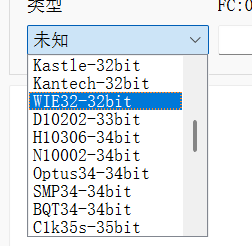 类型 FC:0
未知
Kastle-32bit
Kantech-32bit
WIE32-32bit
D10202-33bit
H10306-34bit
N10002-34bit
Optus34-34bit
SMP34-34bit
BQT34-34bit
C1k35s-35bit